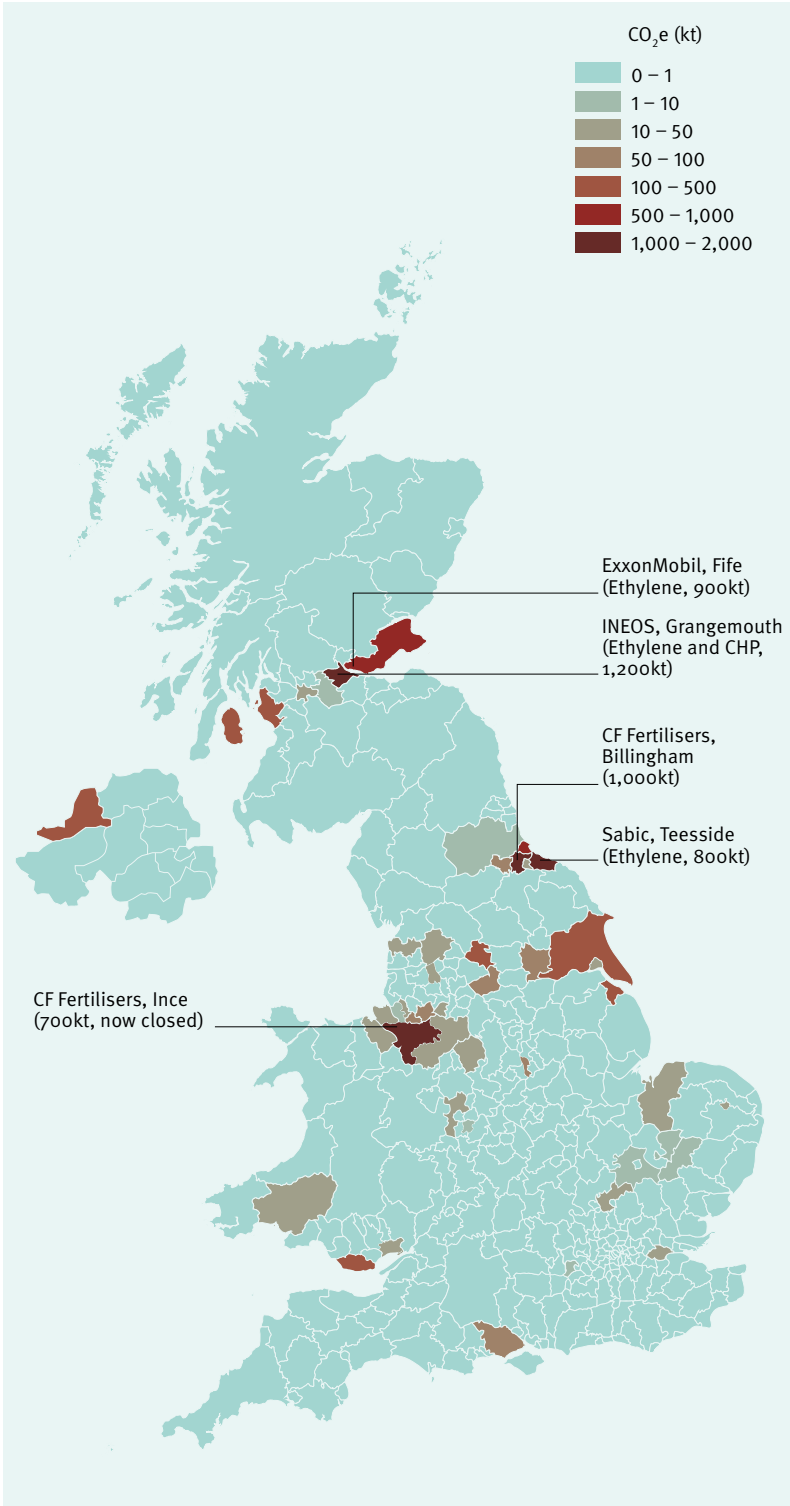 CO₂e (kt)
0 – 1
1 – 10
10 – 50
50 – 100
100 – 500
500 – 1,000
1,000 – 2,000
ExxonMobil, Fife
(Ethylene, 900kt)
INEOS, Grangemouth
(Ethylene and CHP,
1,200kt)
CF Fertilisers,
Billingham
(1,000kt)
Sabic, Teesside
(Ethylene, 800kt)
CF Fertilisers, Ince
(700kt, now closed)